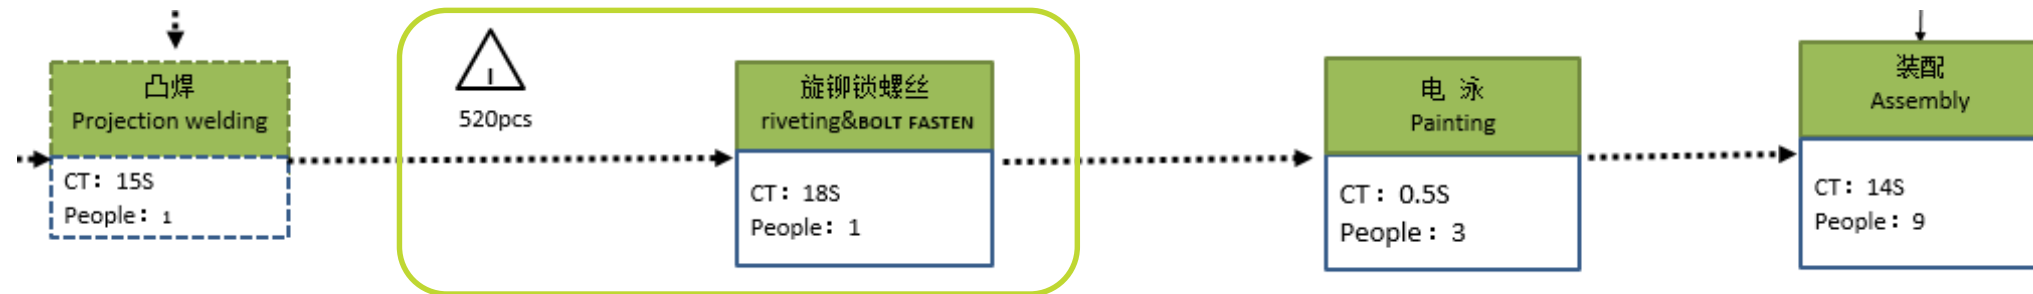 凸焊
Projection welding
CT：15S
People：1
I
520pcs
旋铆锁螺丝
riveting&BOLT FASTEN
CT：18S
People：1
电 泳
Painting
CT：0.5S
People：3
装配
Assembly
CT：14S
People：9